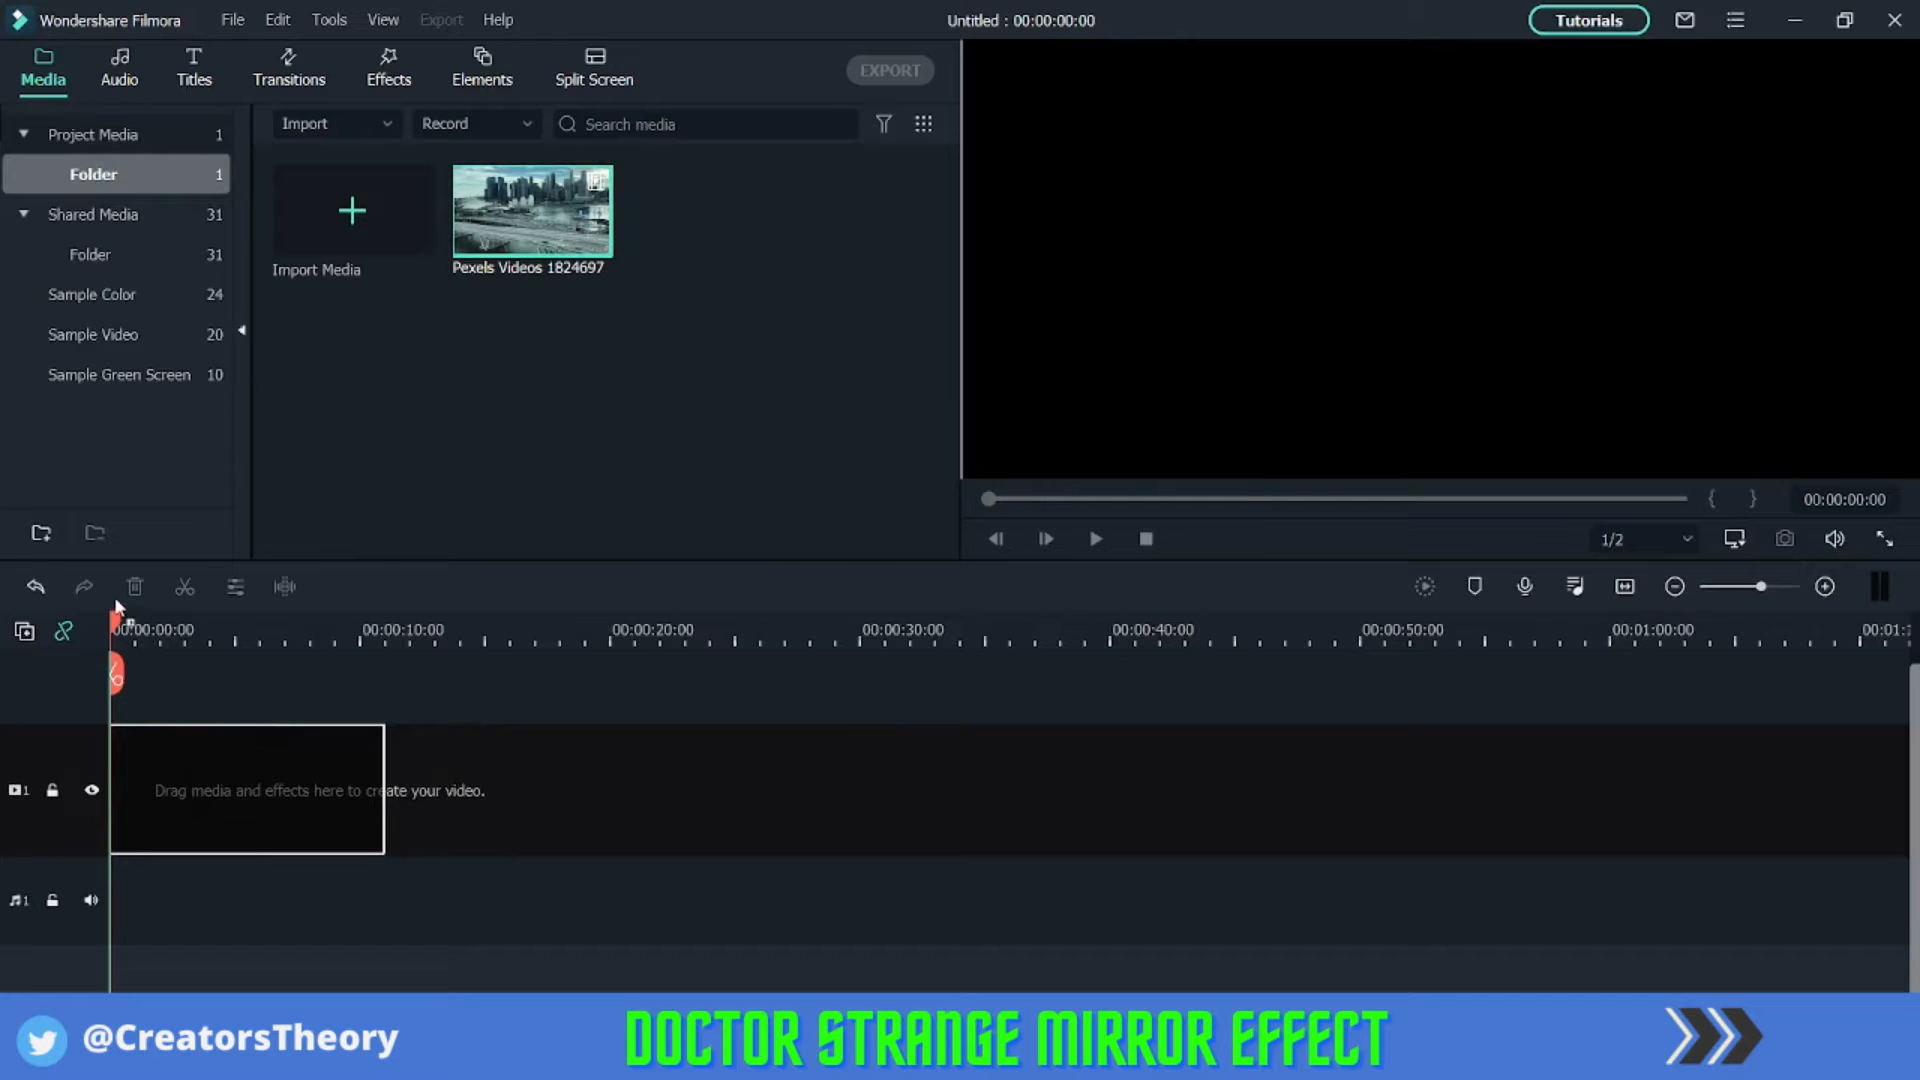 Wondershare Filmora
File
Edit
Tools
View
Export
Help
Untitled : 00:00:00:00
Tutorials
Media
Audio
Titles
Transitions
Effects
Elements
Split Screen
EXPORT
Project Media 1
Folder 1
Shared Media 31
Folder 31
Sample Color 24
Sample Video 20
Sample Green Screen 10
Import
Record
Search media
Import Media
Pexels Videos 1824697
00:00:00:00
1/2
00:00:00:00
00:00:10:00
00:00:20:00
00:00:30:00
00:00:40:00
00:00:50:00
00:01:00:00
00:01:
1
Drag media and effects here to create your video.
1
@CreatorsTheory
DOCTOR STRANGE MIRROR EFFECT